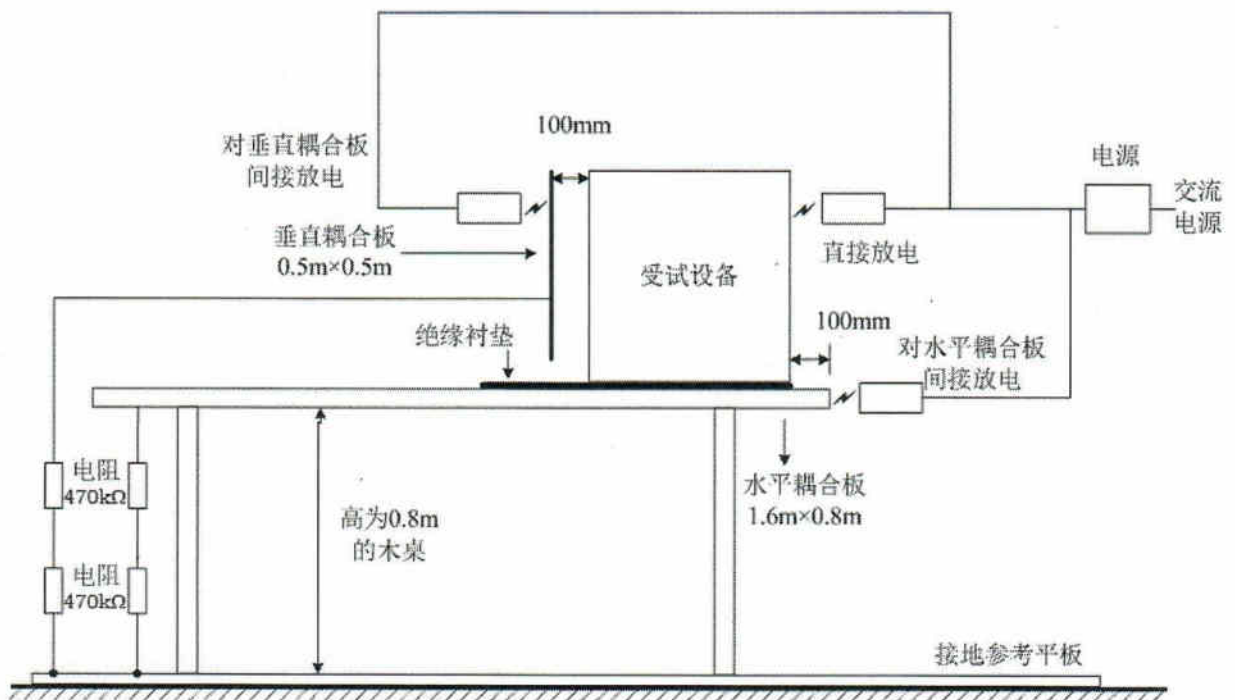 100mm
对垂直耦合板
间接放电
电源
交流
电源
垂直耦合板
0.5m×0.5m
直接放电
受试设备
100mm
绝缘衬垫
对水平耦合板
间接放电
电阻
470kΩ
水平耦合板
1.6m×0.8m
高为0.8m
的木桌
电阻
470kΩ
接地参考平板